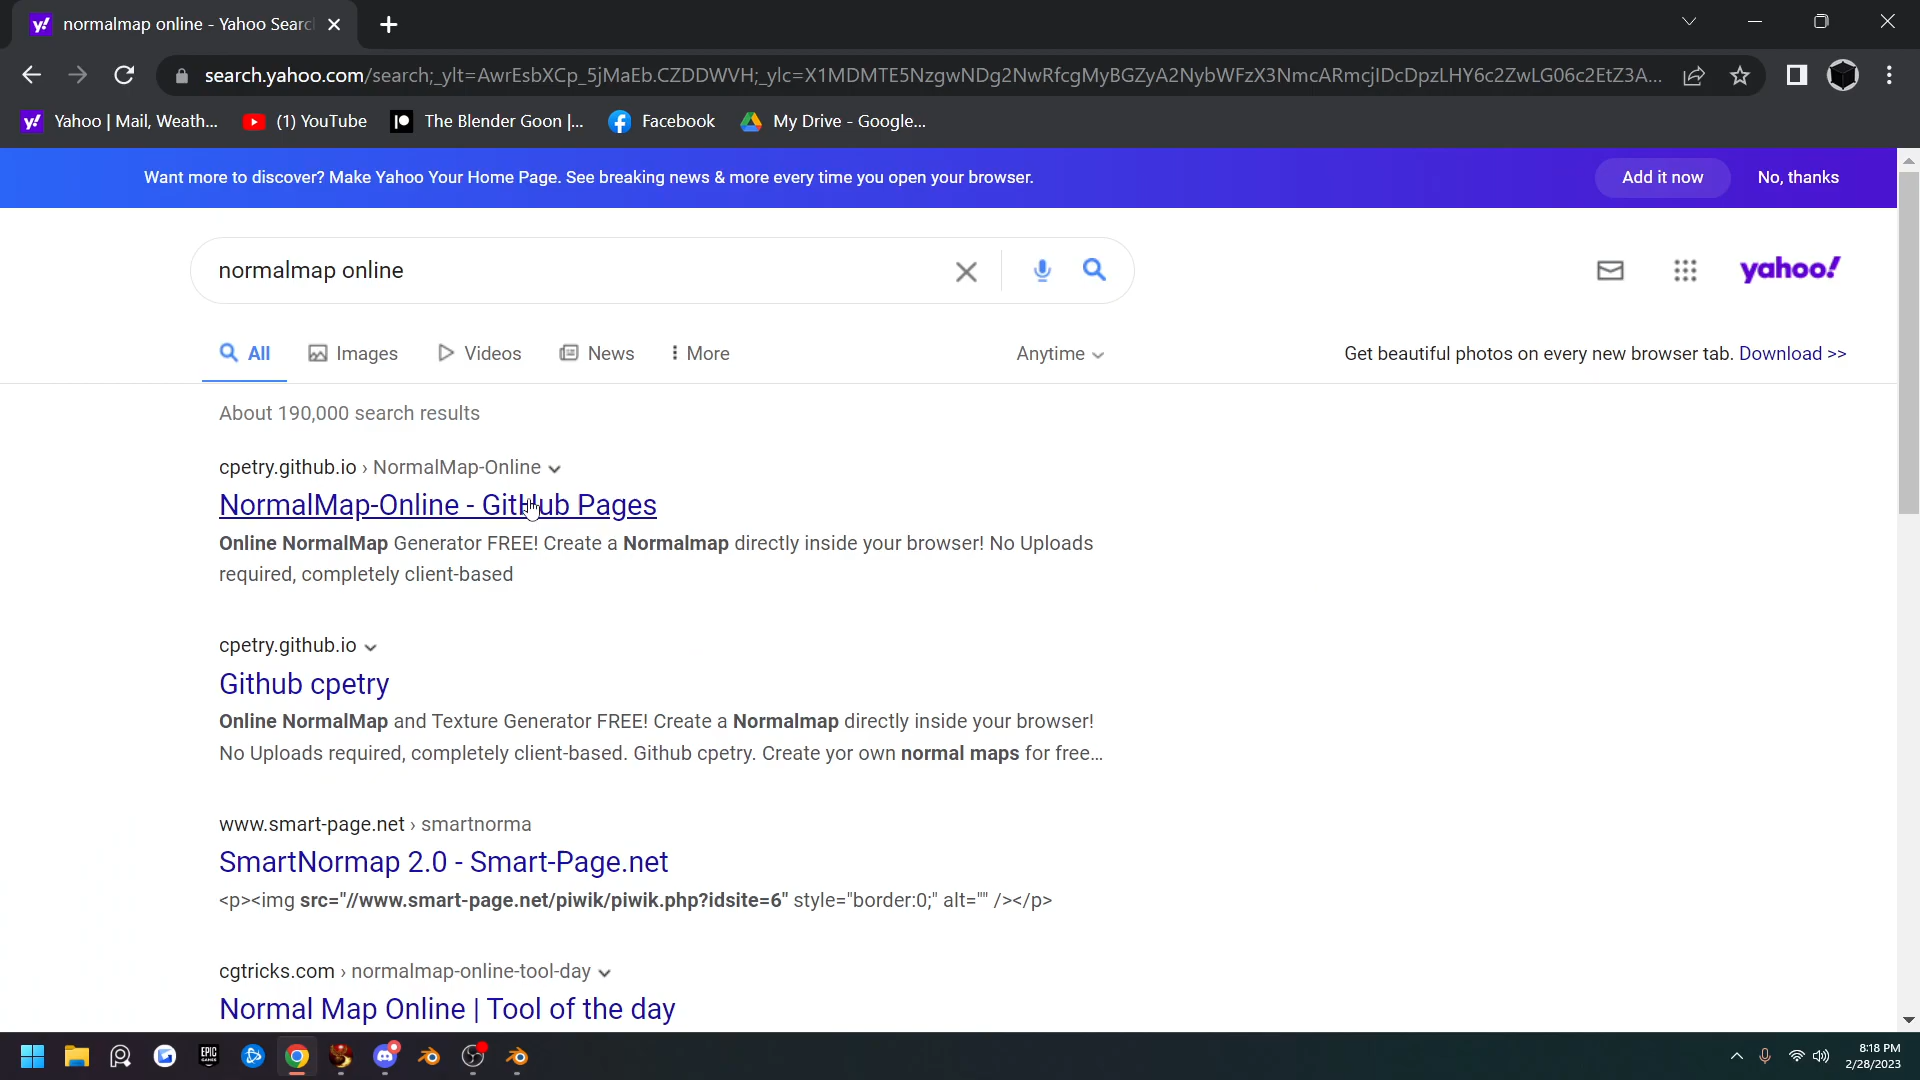 normalmap online - Yahoo Searc
search.yahoo.com/search;_ylt=AwrEsbXCp_5jMaEb.CZDDWVH;_ylc=X1MDMTE5NzgwNDg2NwRfcgMyBGZyA2NybWFzX3NmcARmcjIDcDpzLHY6c2ZwLG06c2EtZ3A...
Yahoo | Mail, Weath... (1) YouTube The Blender Goon |... Facebook My Drive - Google...
Want more to discover? Make Yahoo Your Home Page. See breaking news & more every time you open your browser. Add it now No, thanks
normalmap online yahoo!
All Images Videos News More Anytime Get beautiful photos on every new browser tab. Download >>
About 190,000 search results
cpetry.github.io › NormalMap-Online
NormalMap-Online - GitHub Pages
Online NormalMap Generator FREE! Create a Normalmap directly inside your browser! No Uploads
required, completely client-based
cpetry.github.io
Github cpetry
Online NormalMap and Texture Generator FREE! Create a Normalmap directly inside your browser!
No Uploads required, completely client-based. Github cpetry. Create yor own normal maps for free...
www.smart-page.net › smartnorma
SmartNormap 2.0 - Smart-Page.net
<p><img src="//www.smart-page.net/piwik/piwik.php?idsite=6" style="border:0;" alt="" /></p>
cgtricks.com › normalmap-online-tool-day
Normal Map Online | Tool of the day
EPIC GAMES
8:18 PM
2/28/2023